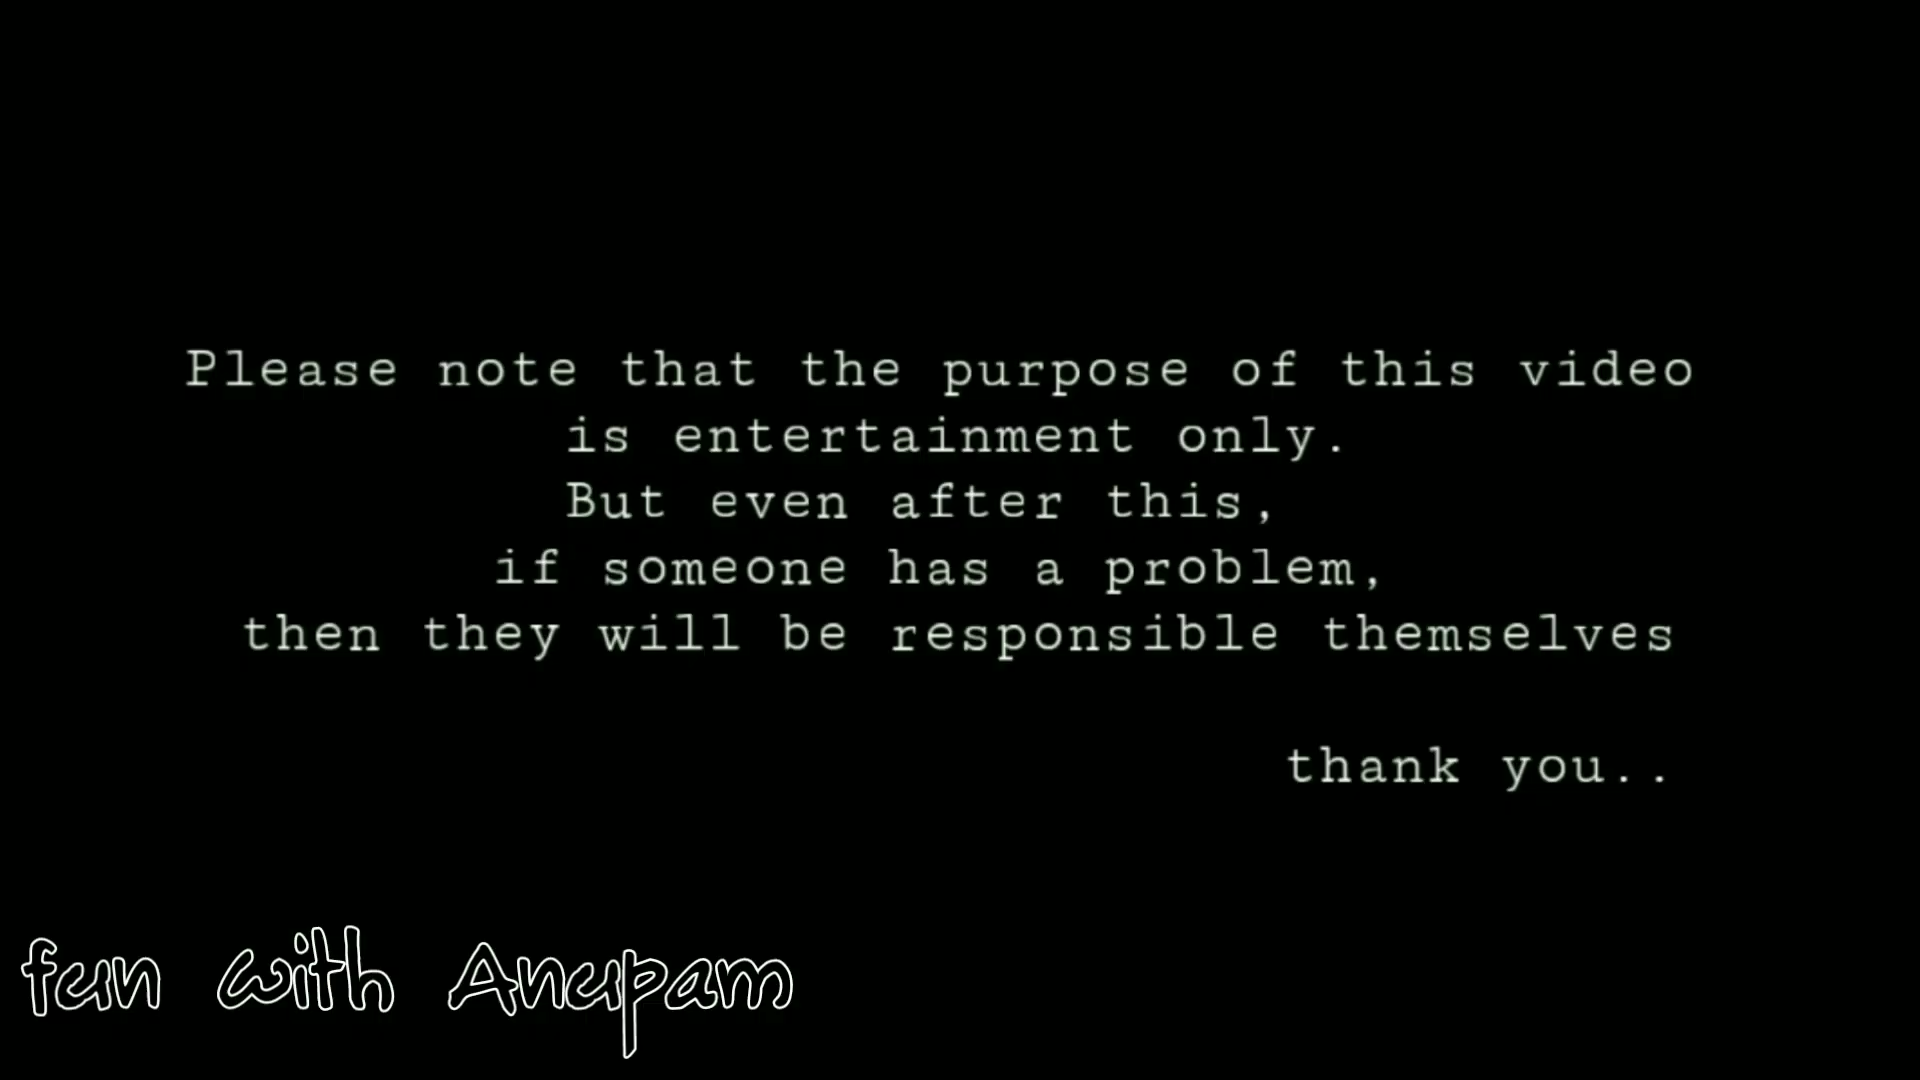 Please note that the purpose of this video
is entertainment only.
But even after this,
if someone has a problem,
then they will be responsible themselves
thank you..
fun with Anupam